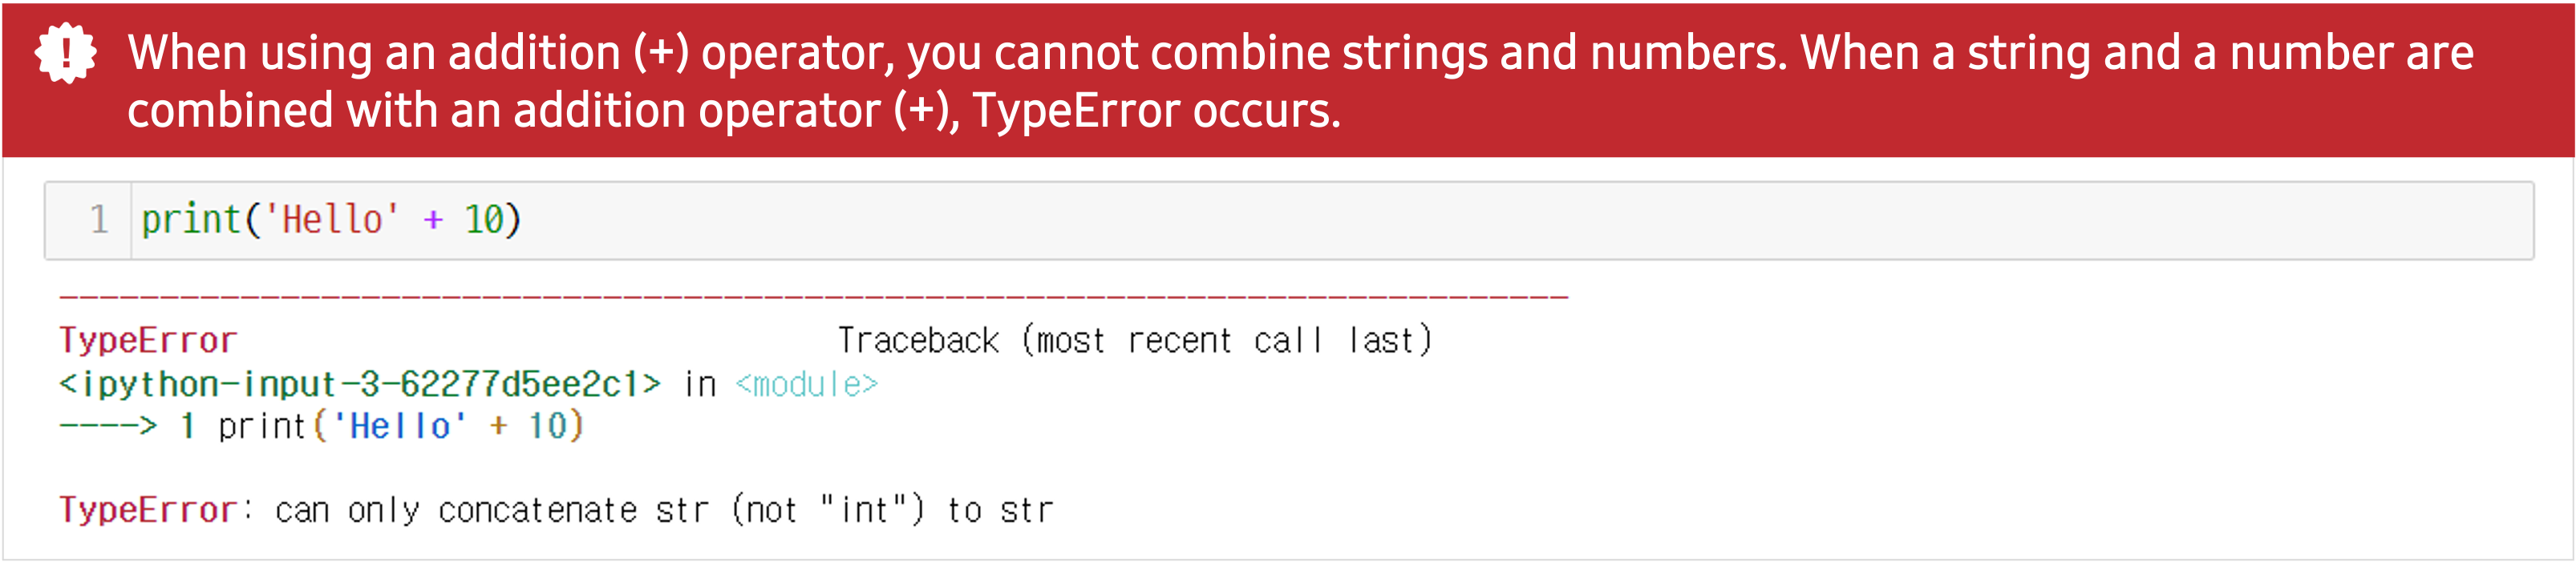 When using an addition (+) operator, you cannot combine strings and numbers. When a string and a number are
combined with an addition operator (+), TypeError occurs.
1 print('Hello' + 10)
---------------------------------------------------------------------------
TypeError Traceback (most recent call last)
<ipython-input-3-62277d5ee2c1> in <module>
----> 1 print('Hello' + 10)
TypeError: can only concatenate str (not "int") to str